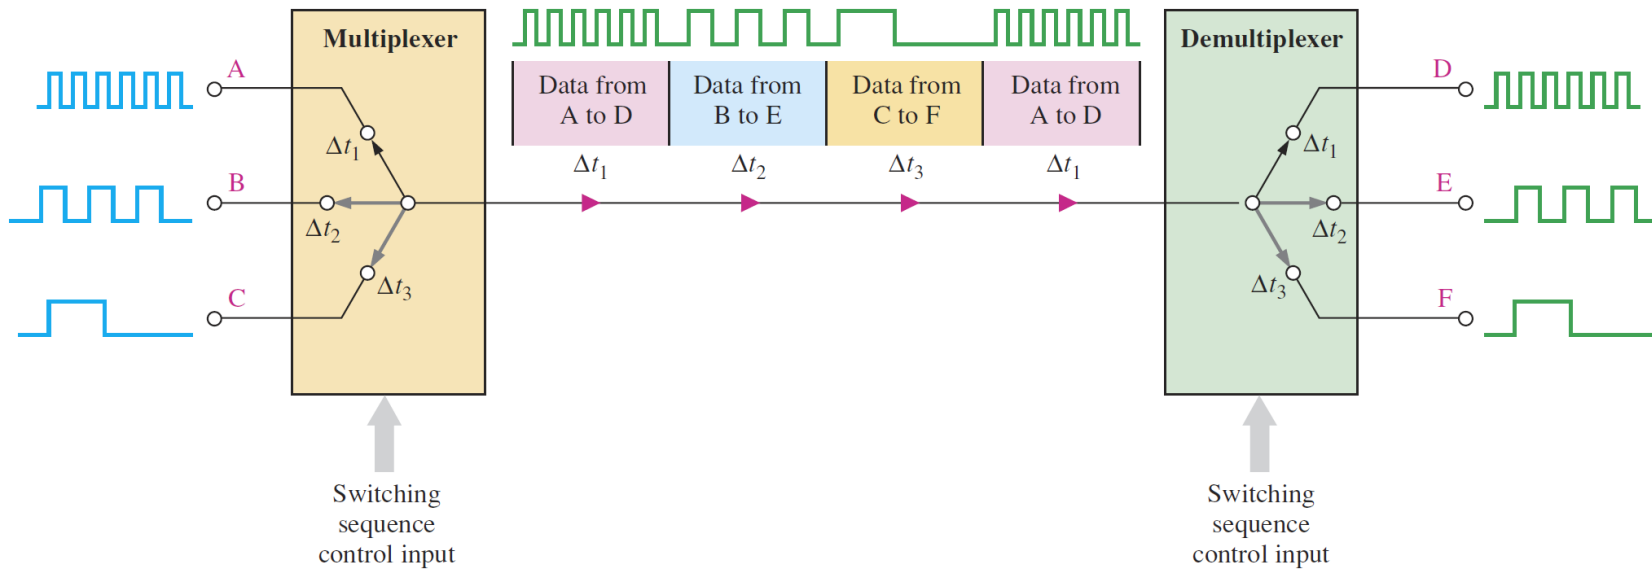 Multiplexer
Demultiplexer
A
B
C
Δt₁
Δt₂
Δt₃
Data from
A to D
Data from
B to E
Data from
C to F
Data from
A to D
Δt₁
Δt₂
Δt₃
Δt₁
D
E
F
Δt₁
Δt₂
Δt₃
Switching
sequence
control input
Switching
sequence
control input